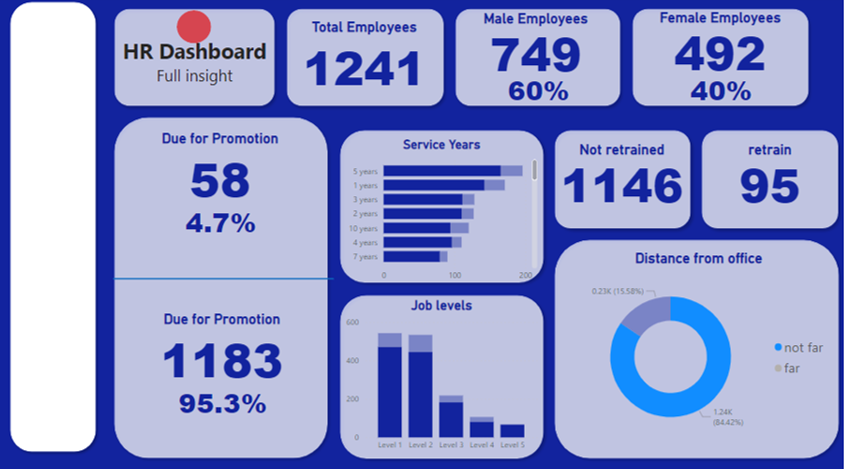 HR Dashboard
Full insight
Total Employees
1241
Male Employees
749
60%
Female Employees
492
40%
Due for Promotion
58
4.7%
Due for Promotion
1183
95.3%
Service Years
5 years
1 years
3 years
2 years
10 years
4 years
7 years
0 100 200
Job levels
600
400
200
0
Level 1 Level 2 Level 3 Level 4 Level 5
Not retrained
1146
retrain
95
Distance from office
0.23K (15.58%)
1.24K
(84.42%)
not far
far